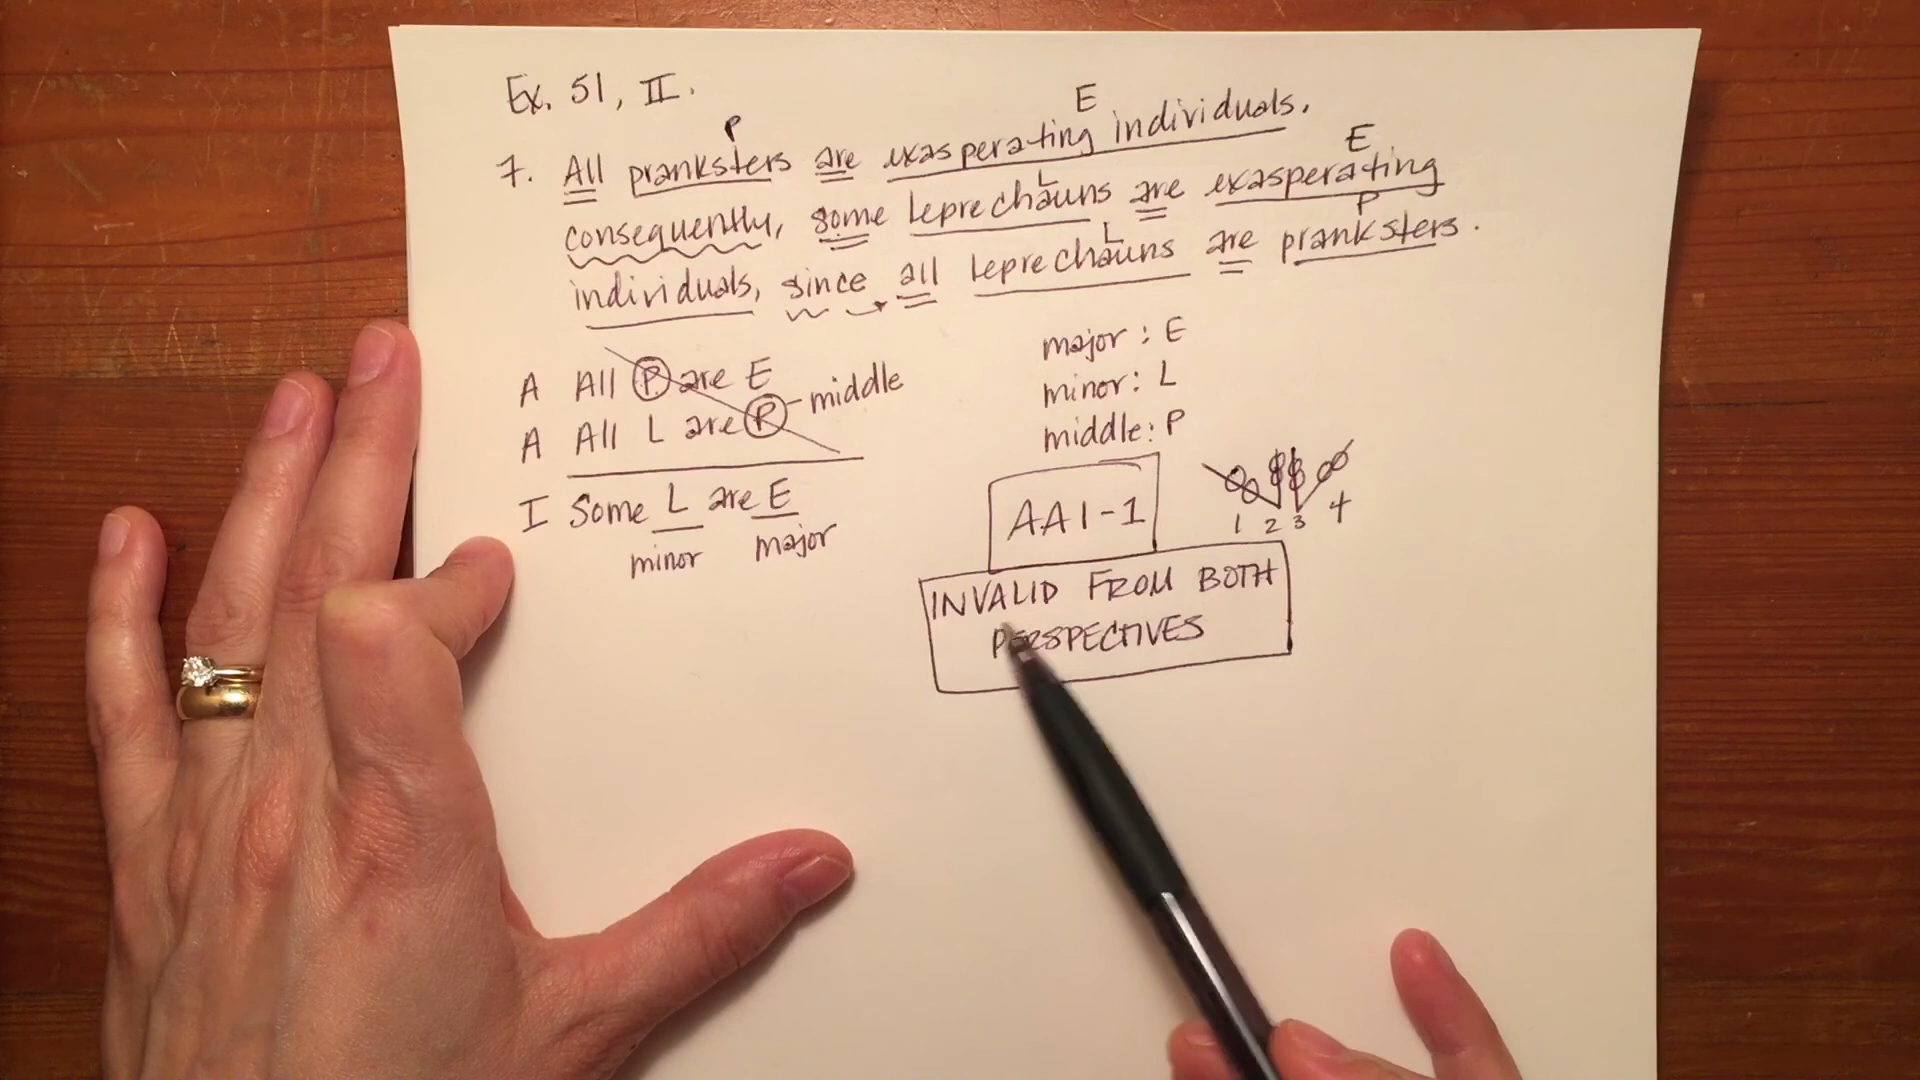 Ex. 51, II.
P E
7. All pranksters are exasperating individuals.
L E
consequently, some leprechauns are exasperating
L P
individuals, since all leprechauns are pranksters.
A All P are E
A All L are P - middle
I Some L are E
minor major
major: E
minor: L
middle: P
AAI-1
1 2 3 4
INVALID FROM BOTH
PERSPECTIVES